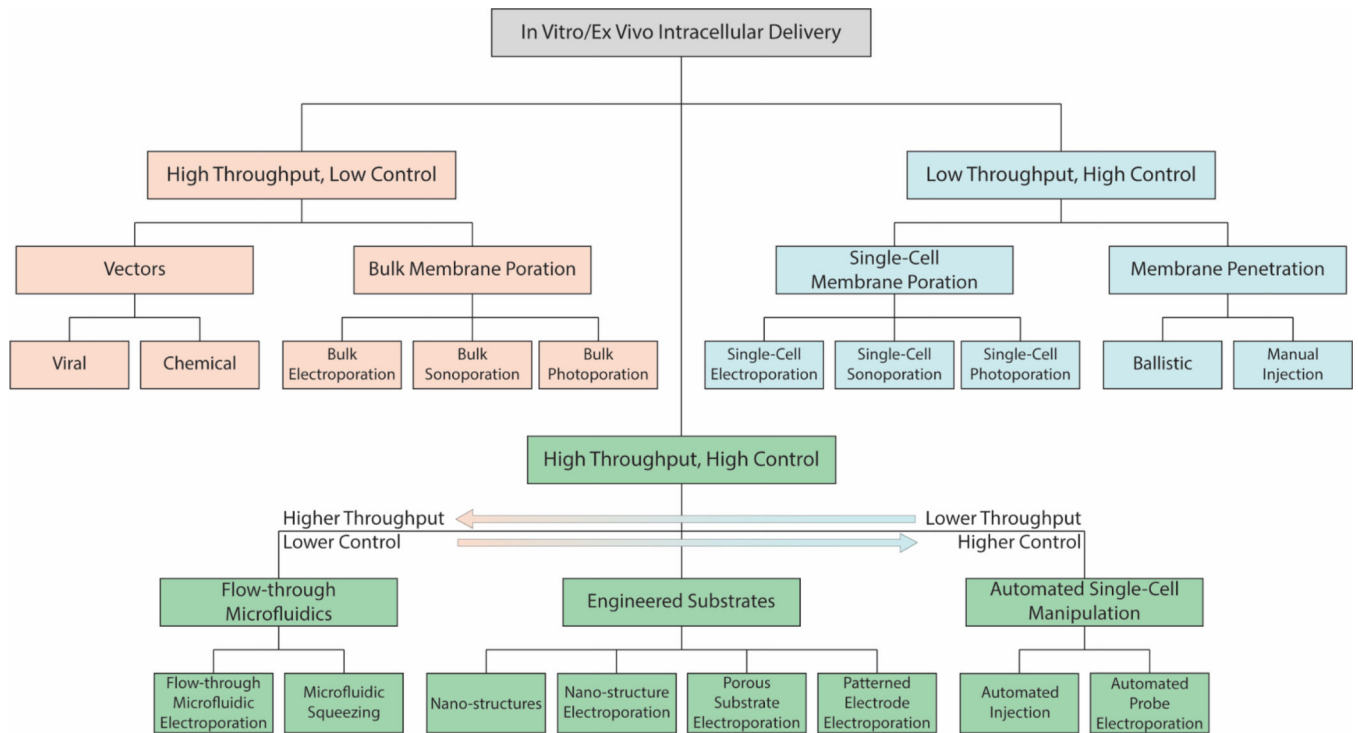 In Vitro/Ex Vivo Intracellular Delivery
High Throughput, Low Control
Low Throughput, High Control
Vectors
Bulk Membrane Poration
Single-Cell
Membrane Poration
Membrane Penetration
Viral
Chemical
Bulk
Electroporation
Bulk
Sonoporation
Bulk
Photoporation
Single-Cell
Electroporation
Single-Cell
Sonoporation
Single-Cell
Photoporation
Ballistic
Manual
Injection
High Throughput, High Control
Higher Throughput
Lower Throughput
Lower Control
Higher Control
Flow-through
Microfluidics
Engineered Substrates
Automated Single-Cell
Manipulation
Flow-through
Microfluidic
Electroporation
Microfluidic
Squeezing
Nano-structures
Nano-structure
Electroporation
Porous
Substrate
Electroporation
Patterned
Electrode
Electroporation
Automated
Injection
Automated
Probe
Electroporation